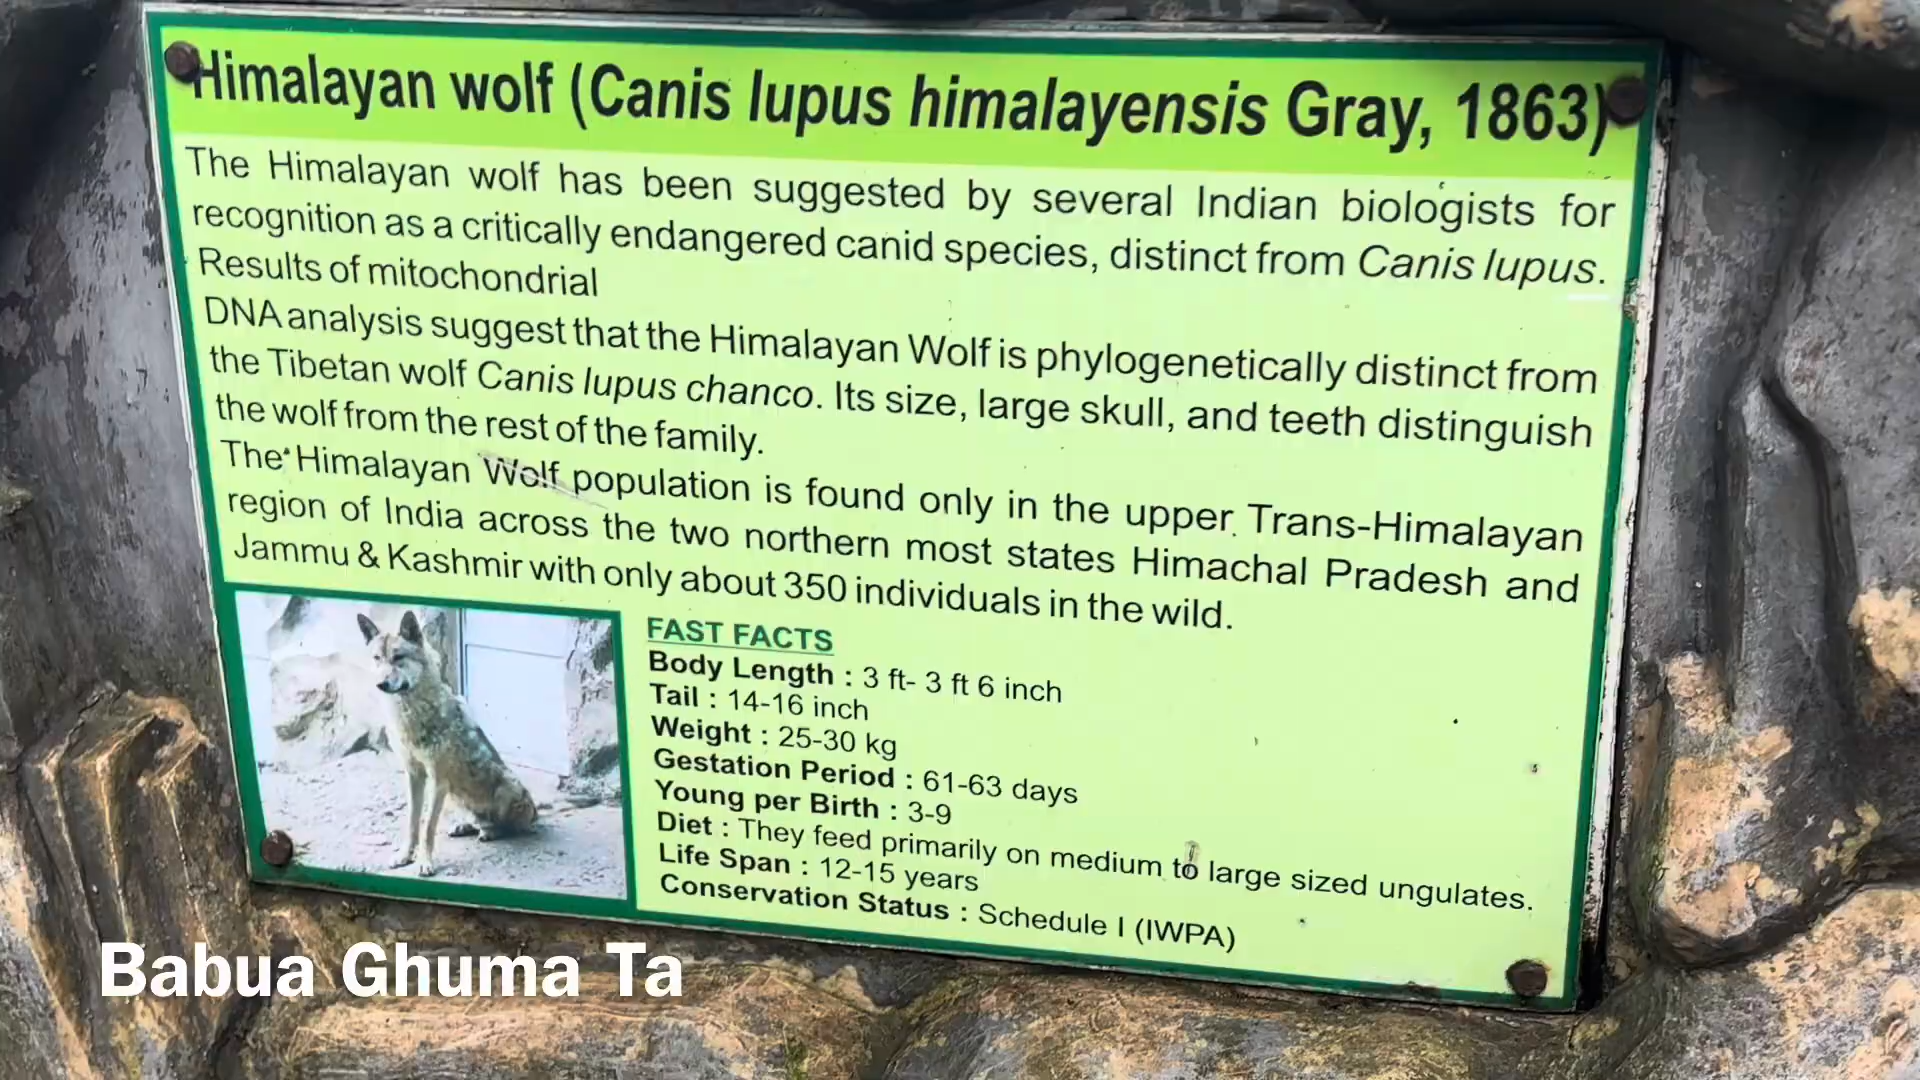 Himalayan wolf (Canis lupus himalayensis Gray, 1863)
The Himalayan wolf has been suggested by several Indian biologists for
recognition as a critically endangered canid species, distinct from Canis lupus.
Results of mitochondrial
DNA analysis suggest that the Himalayan Wolf is phylogenetically distinct from
the Tibetan wolf Canis lupus chanco. Its size, large skull, and teeth distinguish
the wolf from the rest of the family.
The Himalayan Wolf population is found only in the upper Trans-Himalayan
region of India across the two northern most states Himachal Pradesh and
Jammu & Kashmir with only about 350 individuals in the wild.
FAST FACTS
Body Length : 3 ft- 3 ft 6 inch
Tail : 14-16 inch
Weight : 25-30 kg
Gestation Period : 61-63 days
Young per Birth : 3-9
Diet : They feed primarily on medium to large sized ungulates.
Life Span : 12-15 years
Conservation Status : Schedule I (IWPA)
Babua Ghuma Ta